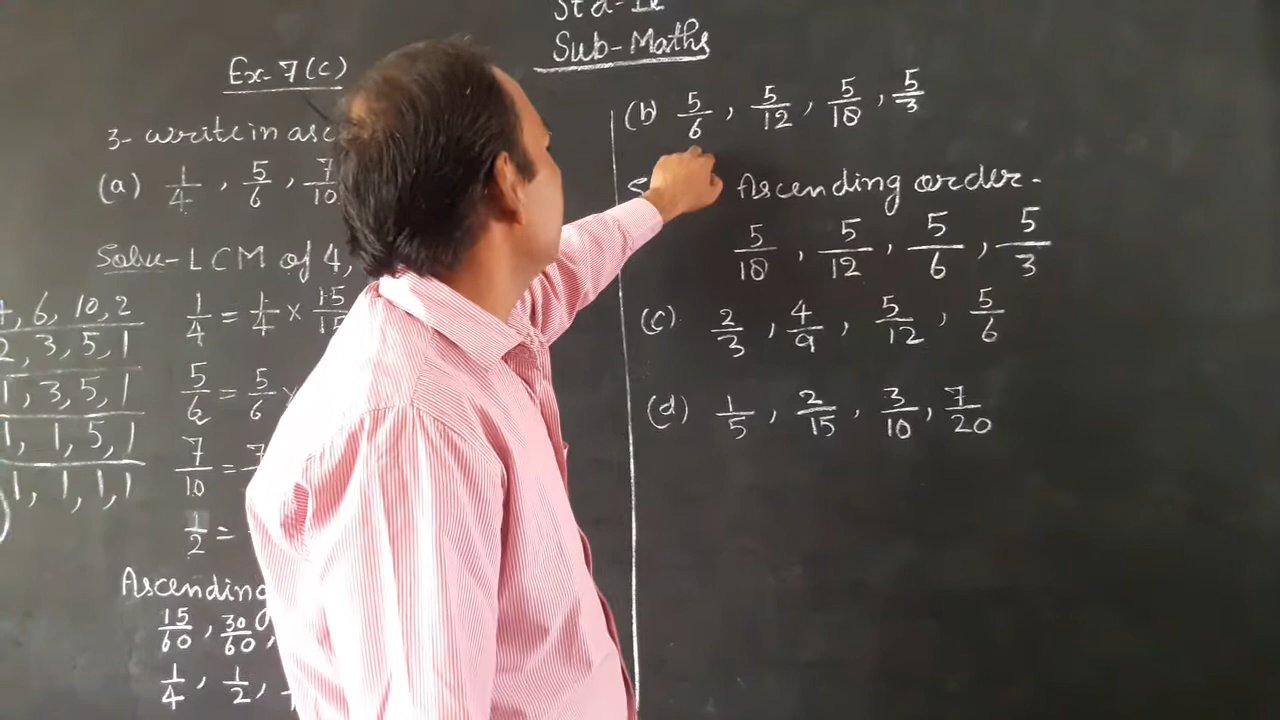 Sub-Maths
Ex-7(c)
3- write in asc
(a) 1/4, 5/6, 7/10
Solu- LCM of 4,
6, 10, 2
2, 3, 5, 1
1, 3, 5, 1
1, 1, 5, 1
1, 1, 1, 1
1/4 = 1/4 × 15/15
5/6 = 5/6 ×
7/10 = 7
1/2 =
Ascending
15/60, 30/60,
1/4, 1/2,
(b) 5/6, 5/12, 5/18, 5/3
Ascending order-
5/18, 5/12, 5/6, 5/3
(c) 2/3, 4/9, 5/12, 5/6
(d) 1/5, 2/15, 3/10, 7/20